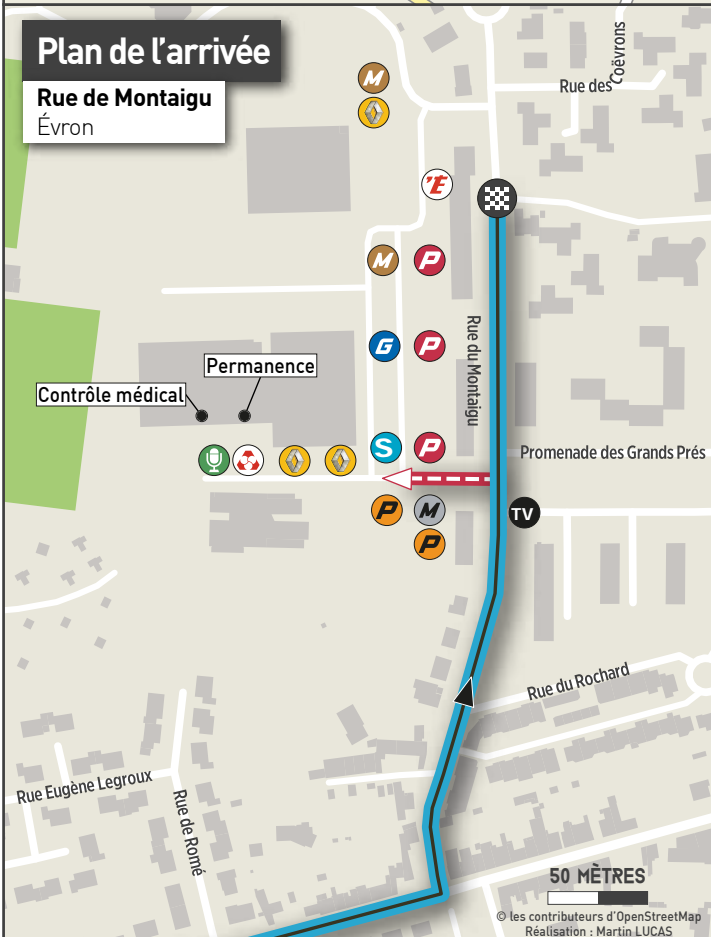 Plan de l'arrivée
Rue de Montaigu
Évron
Rue des Coëvrons
M
'E
M
P
G
P
Rue du Montaigu
Permanence
Contrôle médical
S
P
Promenade des Grands Prés
P
M
TV
P
Rue du Rochard
Rue Eugène Legroux
Rue de Romé
50 MÈTRES
© les contributeurs d'OpenStreetMap
Réalisation : Martin LUCAS